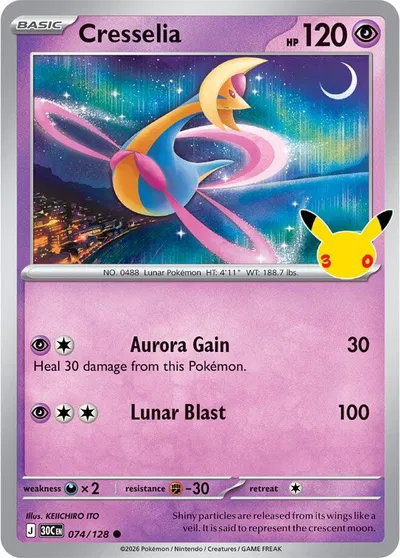 BASIC
Cresselia
HP 120
NO. 0488 Lunar Pokémon HT: 4'11" WT: 188.7 lbs.
30
Aurora Gain 30
Heal 30 damage from this Pokémon.
Lunar Blast 100
weakness ×2 resistance -30 retreat
Illus. KEIICHIRO ITO
Shiny particles are released from its wings like a
J 30C EN 074/128
veil. It is said to represent the crescent moon.
©2026 Pokémon / Nintendo / Creatures / GAME FREAK